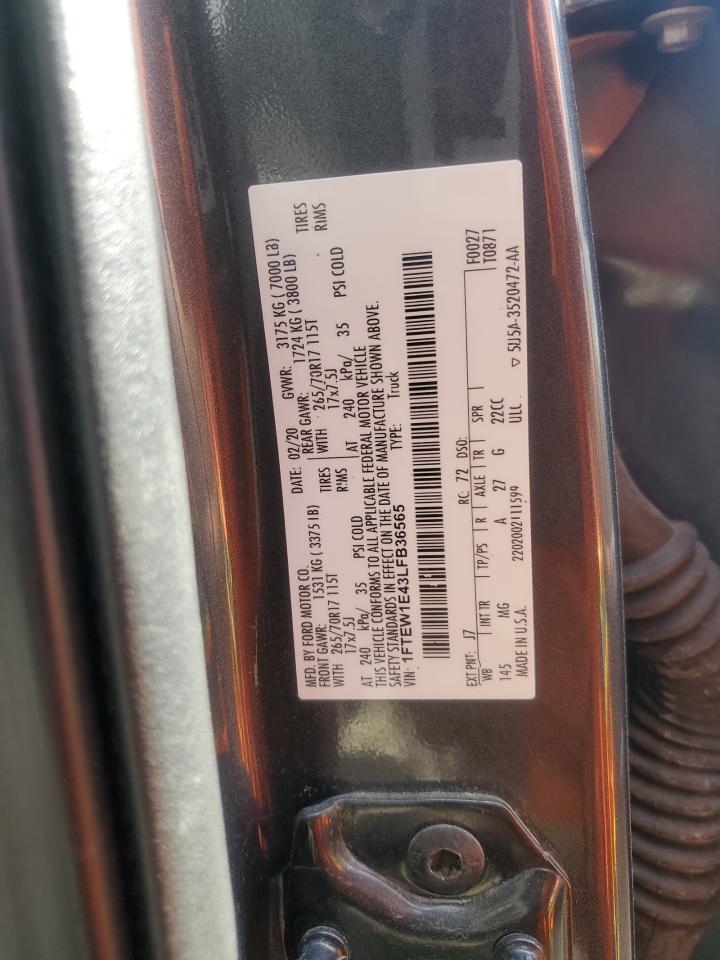 MFD. BY FORD MOTOR CO. DATE: 02/20 GVWR: 3175 KG ( 7000 LB)
FRONT GAWR: 1531 KG ( 3375 lB) REAR GAWR: 1724 KG ( 3800 LB)
WITH 265/70R17 115T TIRES WITH 265/70R17 115T TIRES
17x7.5J RIMS 17x7.5J RIMS
AT 240 kPa/ 35 PSI COLD AT 240 kPa/ 35 PSI COLD
THIS VEHICLE CONFORMS TO ALL APPLICABLE FEDERAL MOTOR VEHICLE
SAFETY STANDARDS IN EFFECT ON THE DATE OF MANUFACTURE SHOWN ABOVE.
VIN: 1FTEW1E43LFB36565 TYPE: Truck
EXT PNT: J7 RC: 72 DSO: F0027
WB INT TR TP/PS R AXLE TR SPR T0871
145 MG A 27 G 22CC
MADE IN U.S.A. 2202002111599 ULL ▽ 5U5A-3520472-AA